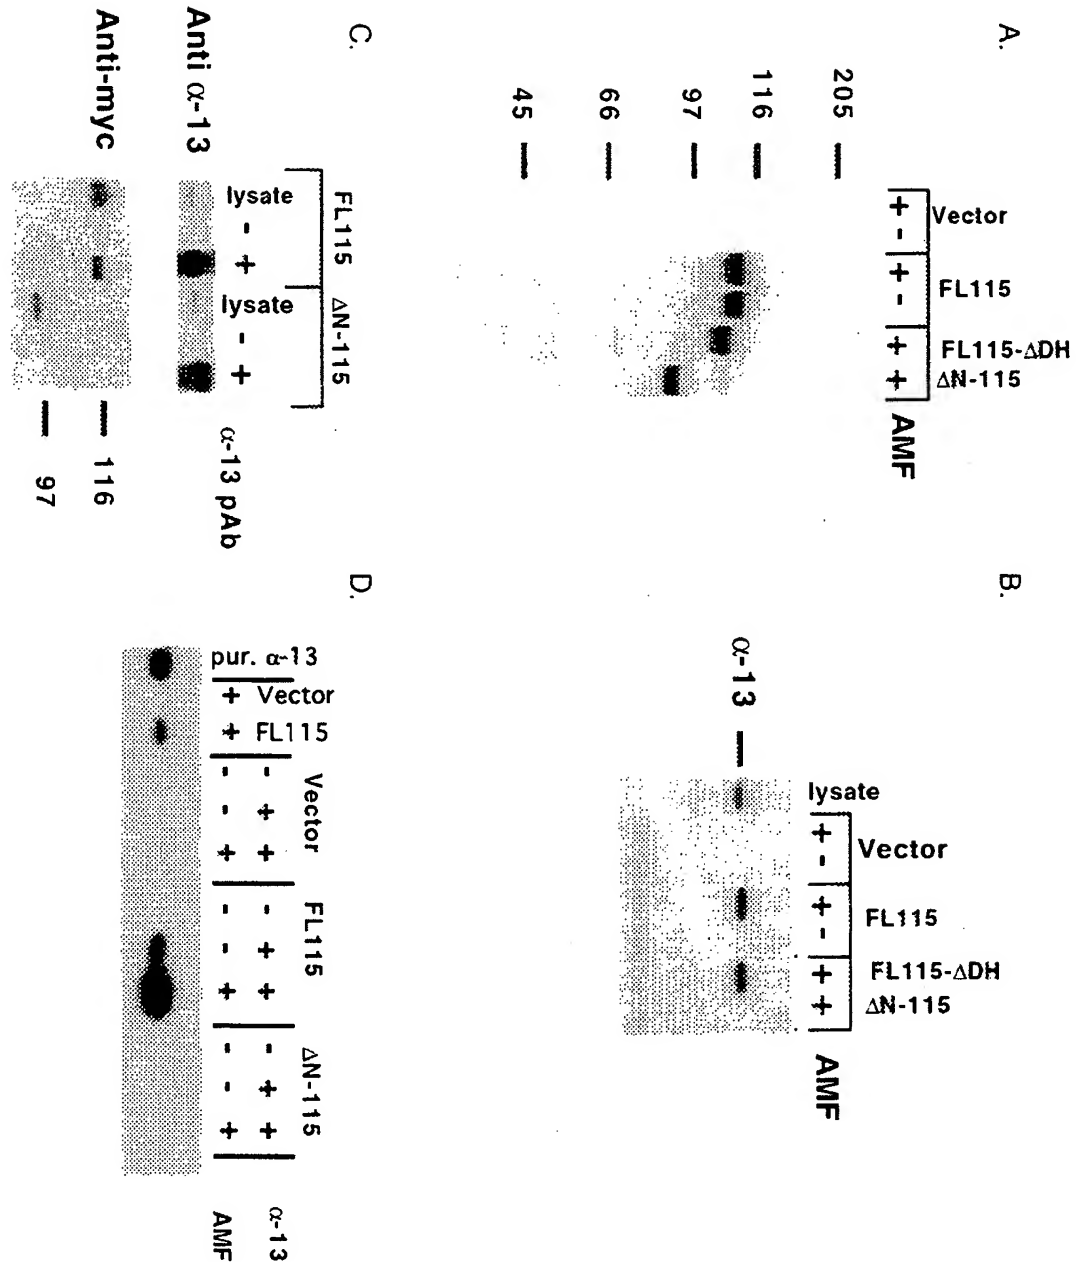 A.
Vector
FL115
FL115-ΔDH
ΔN-115
+ - + - + + AMF
205
116
97
66
45
B.
lysate
Vector
FL115
FL115-ΔDH
ΔN-115
+ - + - + + AMF
α-13
C.
FL115 ΔN-115
lysate - + lysate - + α-13 pAb
Anti α-13
Anti-myc
116
97
D.
pur. α-13
Vector
FL115
+ +
Vector FL115 ΔN-115
- + + - + + - + + α-13
- - + - - + - - + AMF